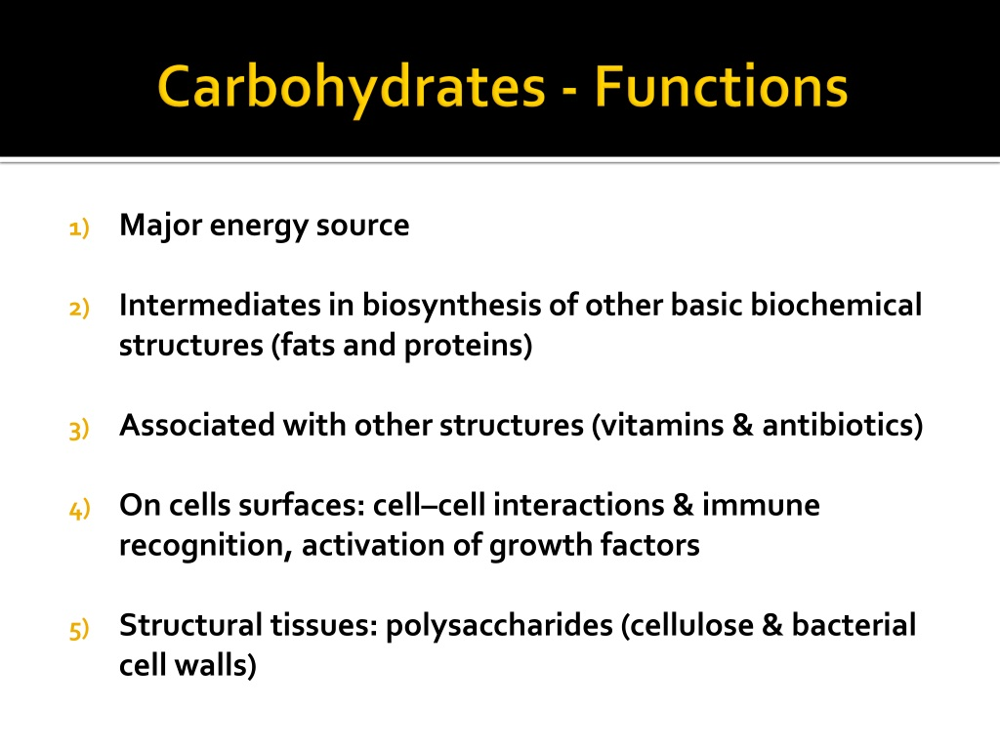 Carbohydrates - Functions
1) Major energy source
2) Intermediates in biosynthesis of other basic biochemical
structures (fats and proteins)
3) Associated with other structures (vitamins & antibiotics)
4) On cells surfaces: cell–cell interactions & immune
recognition, activation of growth factors
5) Structural tissues: polysaccharides (cellulose & bacterial
cell walls)